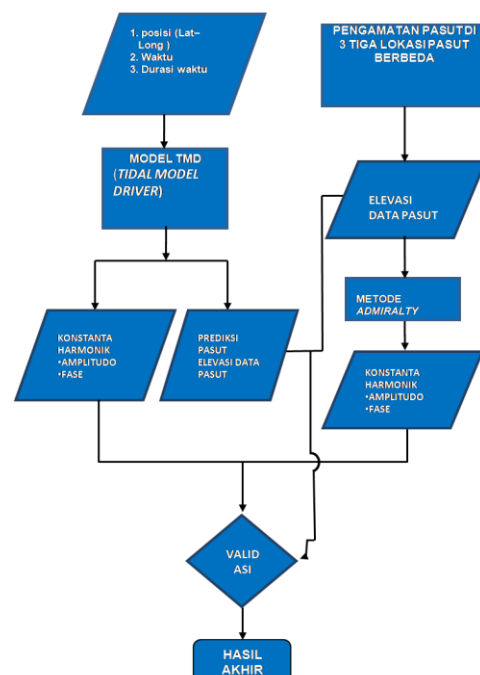 1. posisi (Lat–
Long )
2. Waktu
3. Durasi waktu
PENGAMATAN PASUT DI
3 TIGA LOKASI PASUT
BERBEDA
MODEL TMD
(TIDAL MODEL
DRIVER)
ELEVASI
DATA PASUT
METODE
ADMIRALTY
KONSTANTA
HARMONIK
•AMPLITUDO
•FASE
PREDIKSI
PASUT
ELEVASI DATA
PASUT
KONSTANTA
HARMONIK
•AMPLITUDO
•FASE
VALID
ASI
HASIL
AKHIR